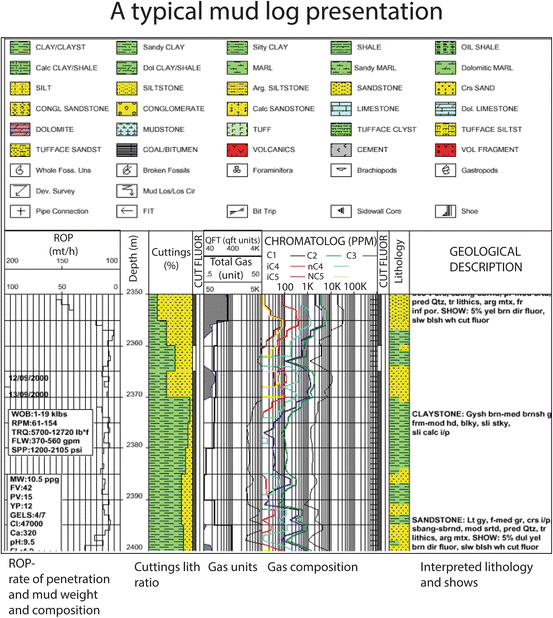 A typical mud log presentation
CLAY/CLAYST Sandy CLAY Silty CLAY SHALE OIL SHALE
Calc CLAY/SHALE Dol CLAY/SHALE MARL Sandy MARL Dolomitic MARL
SILT SILTSTONE Arg. SILTSTONE SANDSTONE Crs SAND
CONGL SANDSTONE CONGLOMERATE Calc SANDSTONE LIMESTONE Dol. LIMESTONE
DOLOMITE MUDSTONE TUFF TUFFACE CLYST TUFFACE SILTST
TUFFACE SANDST COAL/BITUMEN VOLCANICS CEMENT VOL FRAGMENT
Whole Foss. Uns Broken Fossils Foraminifora Brachiopods Gastropods
Dev. Survey Mud Los/Los Cir
Pipe Connection FIT Bit Trip Sidewall Core Shoe
ROP
(mt/h)
200 100 0
Depth (m)
Cuttings
(%)
CUT FLUOR
QFT (qft units)
40 400 4K
Total Gas
(unit)
.5 50
50 5K
CHROMATOLOG (PPM)
C1 C2 C3
iC4 nC4
iC5 NC5
100 1K 10K 100K
CUT FLUOR
Lithology
GEOLOGICAL
DESCRIPTION
2350
2360
2370
2380
2390
2400
12/09/2000
13/09/2000
WOB:1-19 klbs
RPM:61-154
TRQ:5700-12720 lb*f
FLW:370-560 gpm
SPP:1200-2105 psi
MW:10.5 ppg
FV:42
PV:15
YP:12
GELS:4/7
Cl:47000
Ca:320
pH:9.5
pred Qtz, tr lithics, arg mtx, fr
inf por. SHOW: 5% yel brn dir fluor,
slw blsh wh cut fluor
CLAYSTONE: Gysh brn-med brnsh g
frm-mod hd, blky, sli stky,
sli calc i/p
SANDSTONE: Lt gy, f-med gr, crs i/p
sbang-sbrnd, mod srtd, pred Qtz, tr
lithics, arg mtx. SHOW: 5% dul yel
brn dir fluor, slw blsh wh cut fluor
ROP-
rate of penetration
and mud weight
and composition
Cuttings lith
ratio
Gas units
Gas composition
Interpreted lithology
and shows